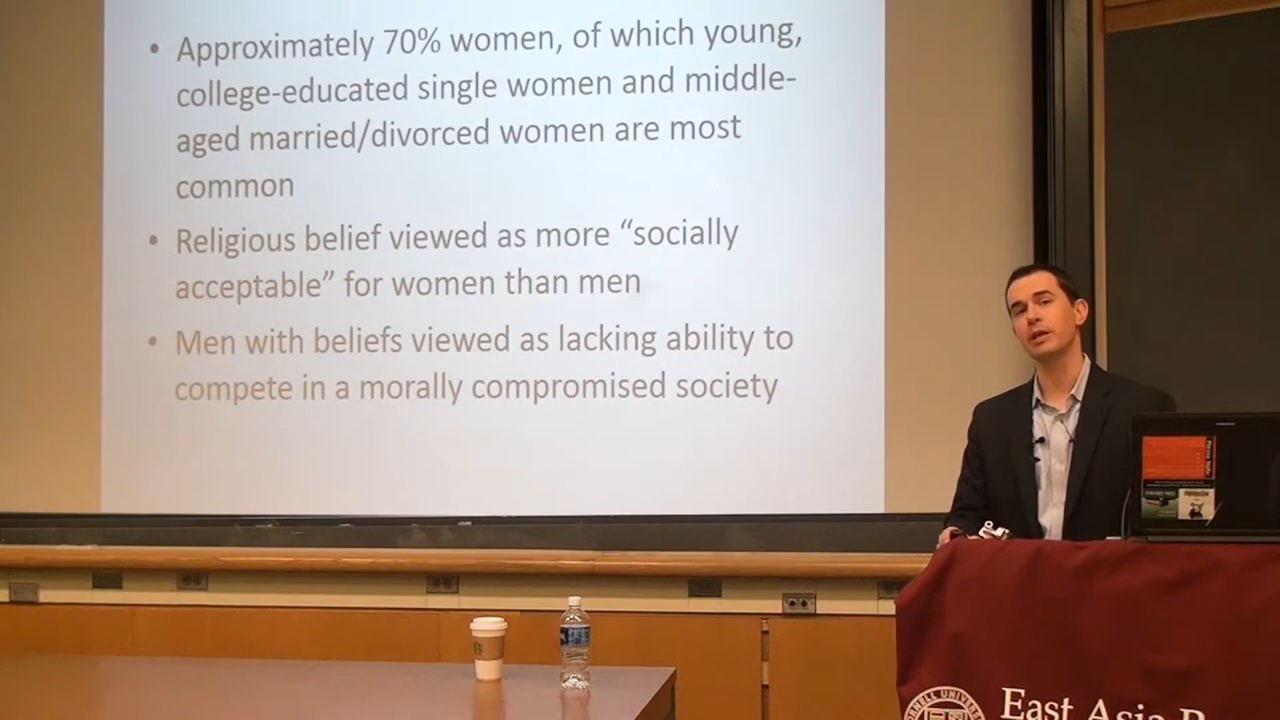 • Approximately 70% women, of which young,
college-educated single women and middle-
aged married/divorced women are most
common
• Religious belief viewed as more “socially
acceptable” for women than men
• Men with beliefs viewed as lacking ability to
compete in a morally compromised society
East Asia